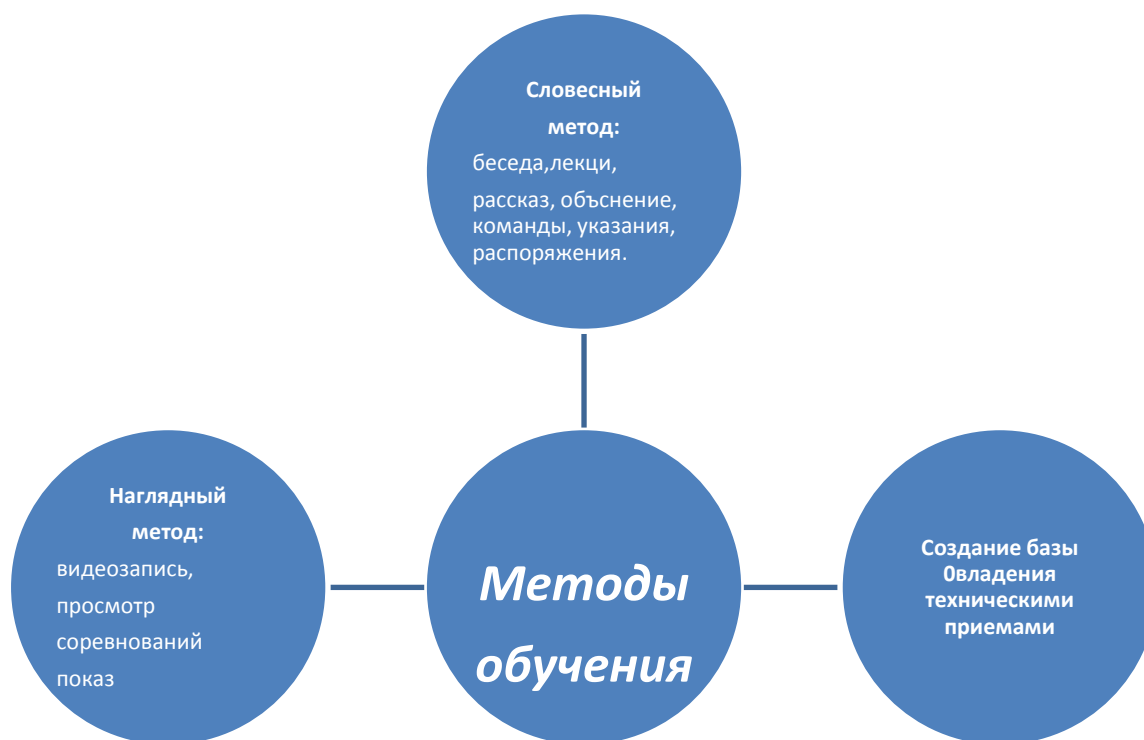 Словесный
метод:
беседа,лекци,
рассказ, объснение,
команды, указания,
распоряжения.
Наглядный
метод:
видеозапись,
просмотр
соревнований
показ
Методы
обучения
Создание базы
0владения
техническими
приемами